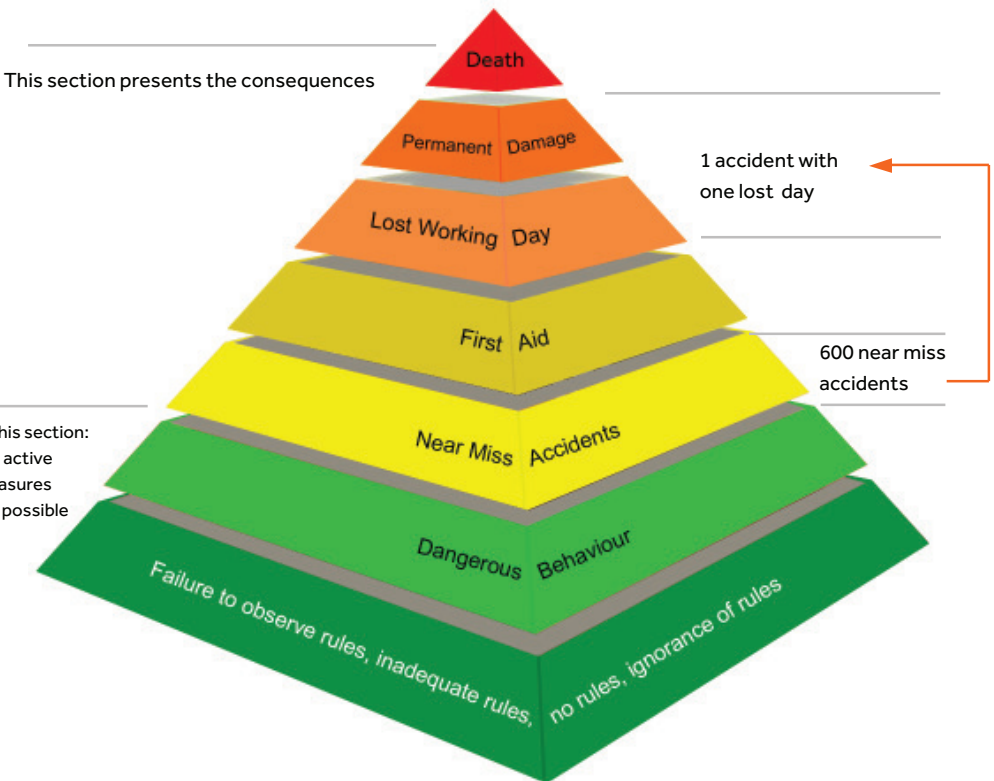 Death
This section presents the consequences
Permanent Damage
1 accident with
one lost day
Lost Working Day
First Aid
600 near miss
accidents
Near Miss Accidents
his section:
active
asures
possible
Dangerous Behaviour
Failure to observe rules, inadequate rules,
no rules, ignorance of rules